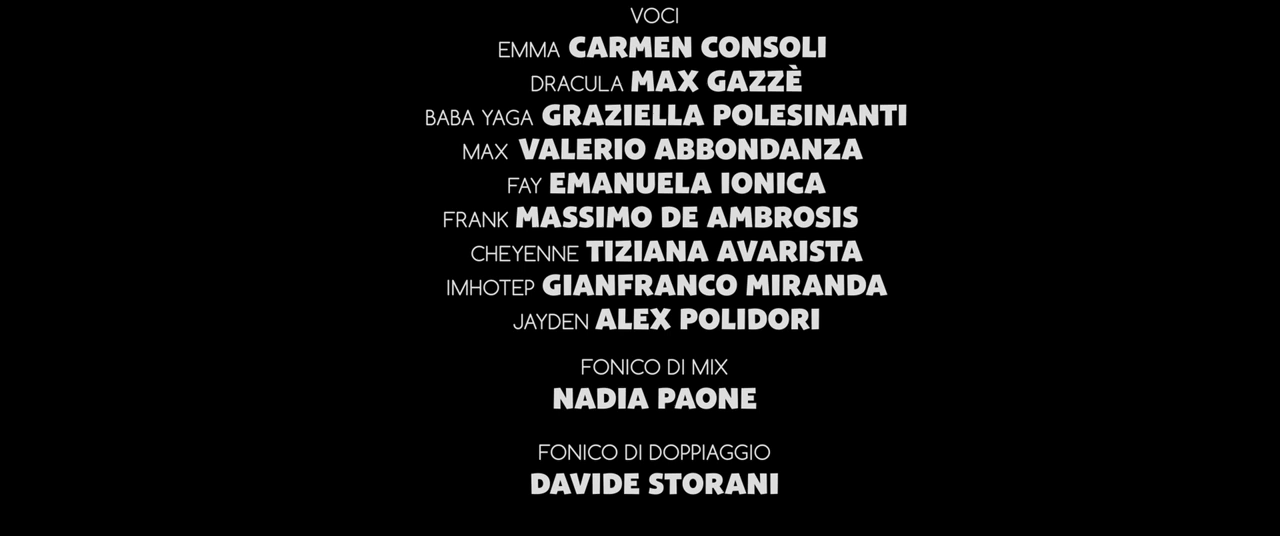 VOCI
EMMA CARMEN CONSOLI
DRACULA MAX GAZZÈ
BABA YAGA GRAZIELLA POLESINANTI
MAX VALERIO ABBONDANZA
FAY EMANUELA IONICA
FRANK MASSIMO DE AMBROSIS
CHEYENNE TIZIANA AVARISTA
IMHOTEP GIANFRANCO MIRANDA
JAYDEN ALEX POLIDORI
FONICO DI MIX
NADIA PAONE
FONICO DI DOPPIAGGIO
DAVIDE STORANI